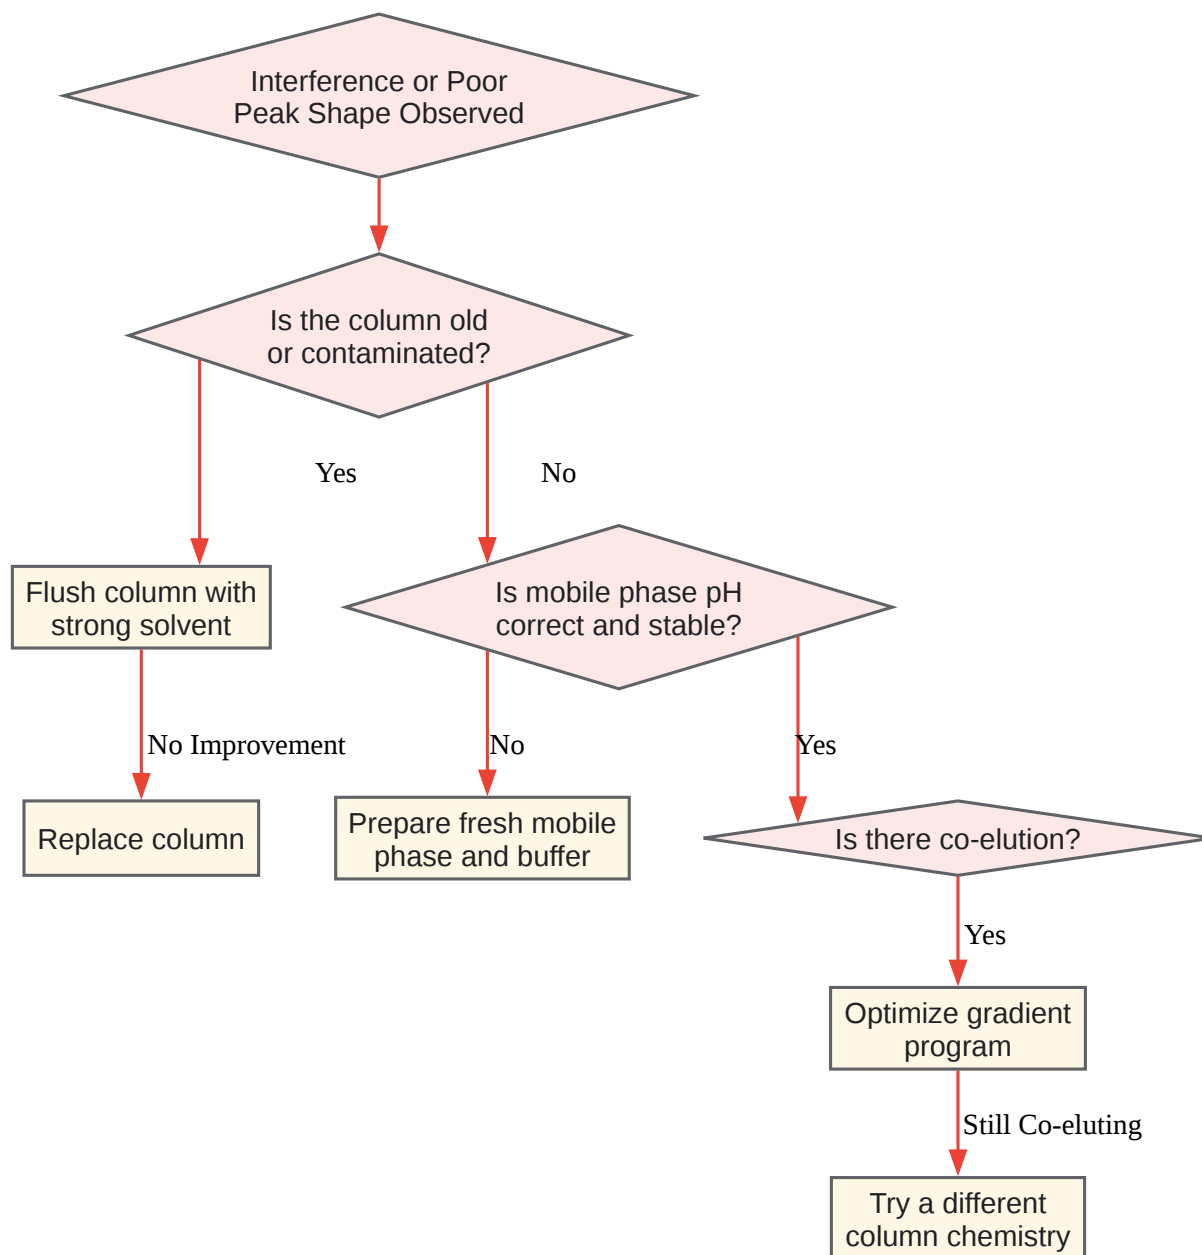 Interference or Poor
Peak Shape Observed
Is the column old
or contaminated?
Yes
No
Flush column with
strong solvent
Is mobile phase pH
correct and stable?
No Improvement
No
Yes
Replace column
Prepare fresh mobile
phase and buffer
Is there co-elution?
Yes
Optimize gradient
program
Still Co-eluting
Try a different
column chemistry